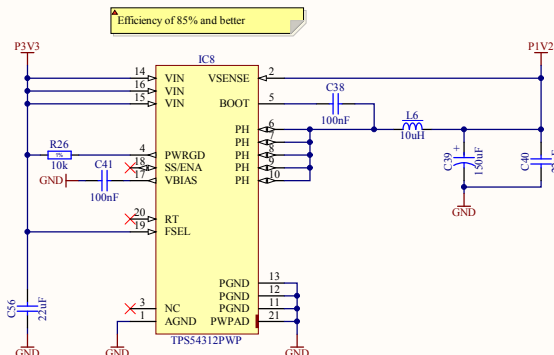 Efficiency of 85% and better
P3V3
P1V2
IC8
14 VIN
16 VIN
15 VIN
VSENSE 2
BOOT 5
C38
100nF
L6
10uH
PH 6
PH 7
PH 8
PH 9
PH 10
R26
1%
10k
4 PWRGD
18 SS/ENA
17 VBIAS
C41
100nF
GND
20 RT
19 FSEL
C39
+
150uF
C40
GND
C56
22uF
3 NC
1 AGND
PGND 13
PGND 12
PGND 11
PWPAD 21
TPS54312PWP
GND
GND